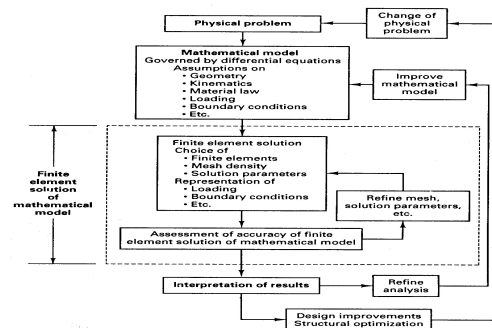 Physical problem
Change of
physical
problem
Mathematical model
Governed by differential equations
Assumptions on
• Geometry
• Kinematics
• Material law
• Loading
• Boundary conditions
• Etc.
Improve
mathematical
model
Finite
element
solution
of
mathematical
model
Finite element solution
Choice of
• Finite elements
• Mesh density
• Solution parameters
Representation of
• Loading
• Boundary conditions
• Etc.
Refine mesh,
solution parameters,
etc.
Assessment of accuracy of finite
element solution of mathematical model
Interpretation of results
Refine
analysis
Design improvements
Structural optimization